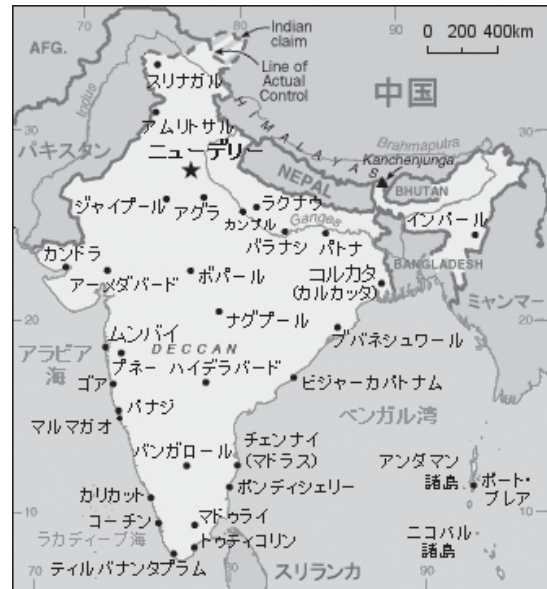 70
80
90
0 200 400km
AFG.
Indian
claim
Line of
Actual
Control
スリナガル
中国
Indus
30
30
アムリトサル
HIMALAYAS
Brahmaputra
Kanchenjunga
パキスタン
ニューデリー
NEPAL
BHUTAN
ジャイプール
アグラ
ラクナウ
カンプル
Ganges
インパール
バラナシ
パトナ
カンドラ
BANGLADESH
アーメダバード
ボパール
コルカタ
(カルカッタ)
ミャンマー
20
20
ナグプール
ブバネシュワール
ムンバイ
DECCAN
アラビア
海
プネー
ハイデラバード
ゴア
ビジャーカパトナム
パナジ
ベンガル湾
マルマガオ
チェンナイ
(マドラス)
バンガロール
アンダマン
諸島
ポート・
ブレア
ポンディシェリー
カリカット
10
10
コーチン
マドゥライ
ラカディーブ海
トゥティコリン
ニコバル
諸島
ティルバナンタプラム
スリランカ
70
80
90